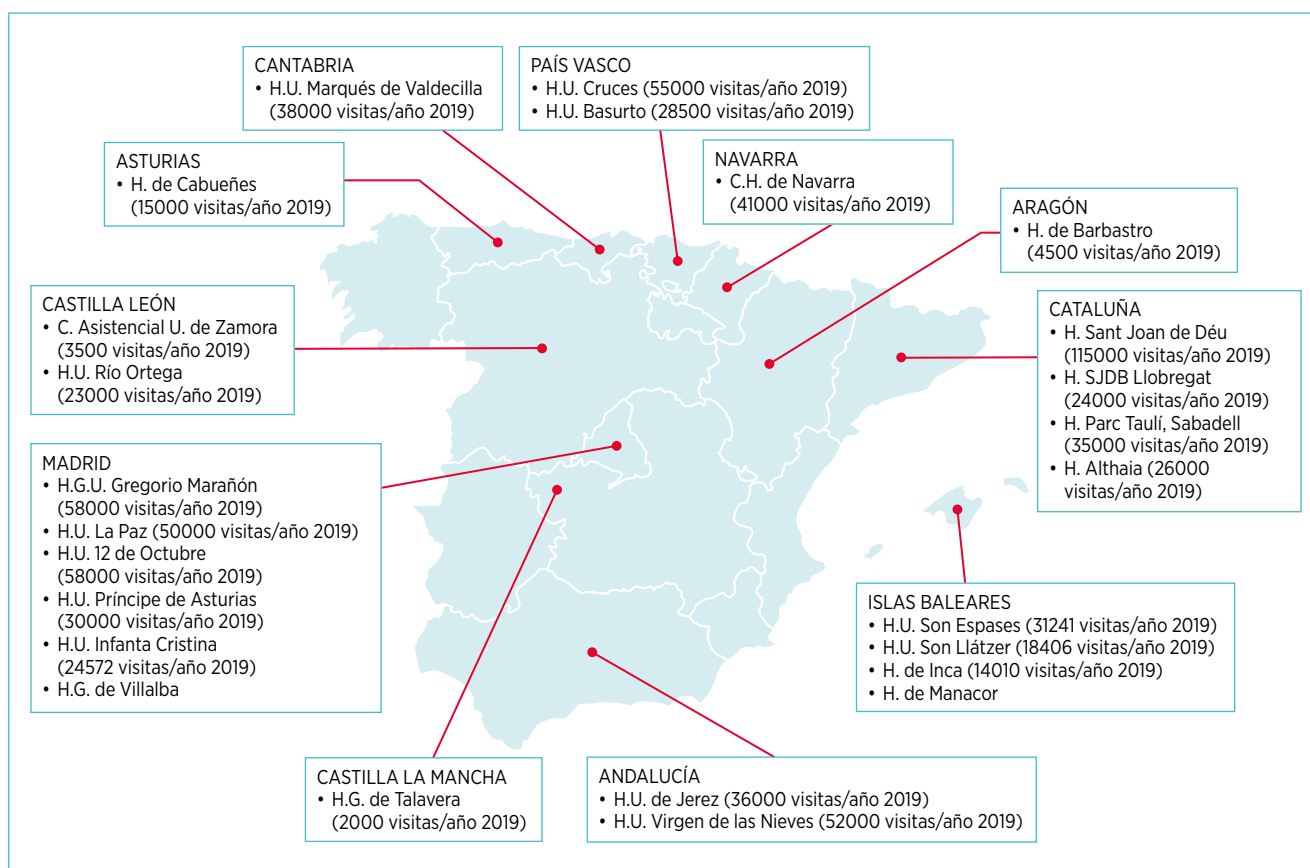 CANTABRIA
• H.U. Marqués de Valdecilla
(38000 visitas/año 2019)
PAÍS VASCO
• H.U. Cruces (55000 visitas/año 2019)
• H.U. Basurto (28500 visitas/año 2019)
ASTURIAS
• H. de Cabueñes
(15000 visitas/año 2019)
NAVARRA
• C.H. de Navarra
(41000 visitas/año 2019)
ARAGÓN
• H. de Barbastro
(4500 visitas/año 2019)
CASTILLA LEÓN
• C. Asistencial U. de Zamora
(3500 visitas/año 2019)
• H.U. Río Ortega
(23000 visitas/año 2019)
CATALUÑA
• H. Sant Joan de Déu
(115000 visitas/año 2019)
• H. SJDB Llobregat
(24000 visitas/año 2019)
• H. Parc Taulí, Sabadell
(35000 visitas/año 2019)
• H. Althaia (26000
visitas/año 2019)
MADRID
• H.G.U. Gregorio Marañón
(58000 visitas/año 2019)
• H.U. La Paz (50000 visitas/año 2019)
• H.U. 12 de Octubre
(58000 visitas/año 2019)
• H.U. Príncipe de Asturias
(30000 visitas/año 2019)
• H.U. Infanta Cristina
(24572 visitas/año 2019)
• H.G. de Villalba
ISLAS BALEARES
• H.U. Son Espases (31241 visitas/año 2019)
• H.U. Son Llátzer (18406 visitas/año 2019)
• H. de Inca (14010 visitas/año 2019)
• H. de Manacor
CASTILLA LA MANCHA
• H.G. de Talavera
(2000 visitas/año 2019)
ANDALUCÍA
• H.U. de Jerez (36000 visitas/año 2019)
• H.U. Virgen de las Nieves (52000 visitas/año 2019)